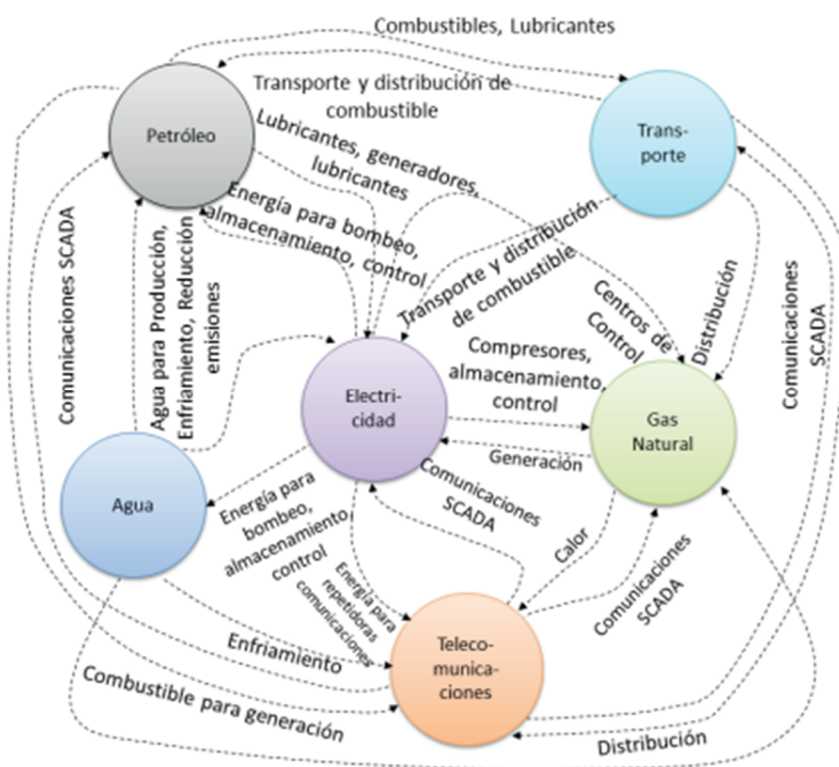 Combustibles, Lubricantes
Transporte y distribución de
combustible
Petróleo
Trans-
porte
Lubricantes, generadores,
lubricantes
Energía para bombeo,
almacenamiento, control
Transporte y distribución
de combustible
Comunicaciones SCADA
Agua para Producción,
Enfriamiento, Reducción
emisiones
Centros de
Control
Distribución
Comunicaciones
SCADA
Compresores,
almacenamiento,
control
Electri-
cidad
Gas
Natural
Generación
Comunicaciones
SCADA
Agua
Energía para
bombeo,
almacenamiento
control
Energía para
repetidoras
comunicaciones
Calor
Comunicaciones
SCADA
Teleco-
munica-
ciones
Enfriamiento
Combustible para generación
Distribución